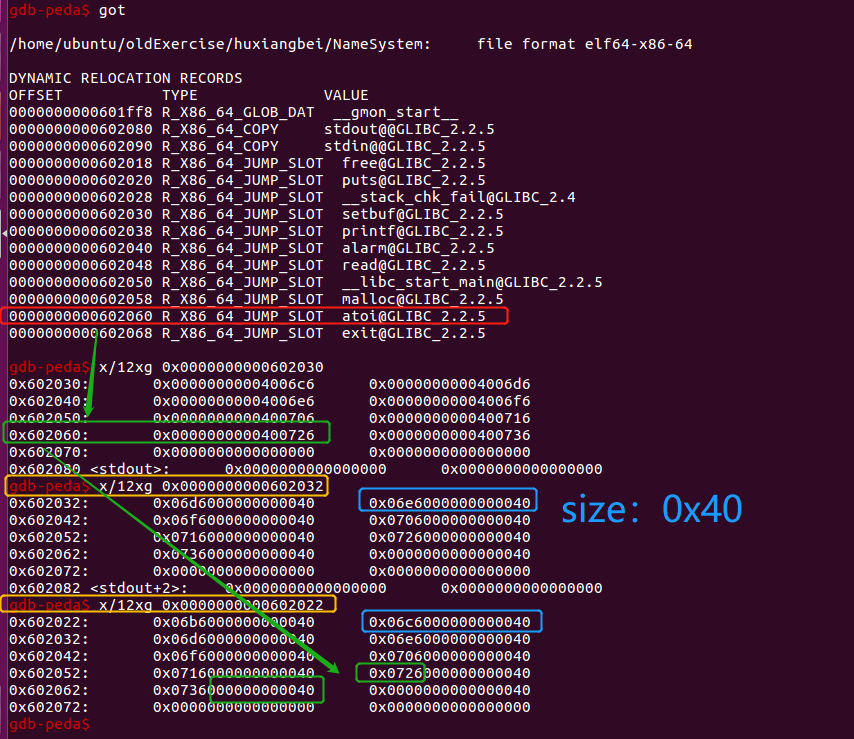 gdb-peda$ got
/home/ubuntu/oldExercise/huxiangbei/NameSystem:     file format elf64-x86-64
DYNAMIC RELOCATION RECORDS
OFFSET           TYPE              VALUE
0000000000601ff8 R_X86_64_GLOB_DAT  __gmon_start__
0000000000602080 R_X86_64_COPY     stdout@@GLIBC_2.2.5
0000000000602090 R_X86_64_COPY     stdin@@GLIBC_2.2.5
0000000000602018 R_X86_64_JUMP_SLOT  free@GLIBC_2.2.5
0000000000602020 R_X86_64_JUMP_SLOT  puts@GLIBC_2.2.5
0000000000602028 R_X86_64_JUMP_SLOT  __stack_chk_fail@GLIBC_2.4
0000000000602030 R_X86_64_JUMP_SLOT  setbuf@GLIBC_2.2.5
0000000000602038 R_X86_64_JUMP_SLOT  printf@GLIBC_2.2.5
0000000000602040 R_X86_64_JUMP_SLOT  alarm@GLIBC_2.2.5
0000000000602048 R_X86_64_JUMP_SLOT  read@GLIBC_2.2.5
0000000000602050 R_X86_64_JUMP_SLOT  __libc_start_main@GLIBC_2.2.5
0000000000602058 R_X86_64_JUMP_SLOT  malloc@GLIBC_2.2.5
0000000000602060 R_X86_64_JUMP_SLOT  atoi@GLIBC_2.2.5
0000000000602068 R_X86_64_JUMP_SLOT  exit@GLIBC_2.2.5
gdb-peda$ x/12xg 0x0000000000602030
0x602030:       0x00000000004006c6      0x00000000004006d6
0x602040:       0x00000000004006e6      0x00000000004006f6
0x602050:       0x0000000000400706      0x0000000000400716
0x602060:       0x0000000000400726      0x0000000000400736
0x602070:       0x0000000000000000      0x0000000000000000
0x602080 <stdout>:      0x0000000000000000      0x0000000000000000
gdb-peda$ x/12xg 0x0000000000602032
0x602032:       0x06d6000000000040      0x06e6000000000040
size：0x40
0x602042:       0x06f6000000000040      0x0706000000000040
0x602052:       0x0716000000000040      0x0726000000000040
0x602062:       0x0736000000000040      0x0000000000000040
0x602072:       0x0000000000000000      0x0000000000000000
0x602082 <stdout+2>:    0x0000000000000000      0x0000000000000000
gdb-peda$ x/12xg 0x0000000000602022
0x602022:       0x06b6000000000040      0x06c6000000000040
0x602032:       0x06d6000000000040      0x06e6000000000040
0x602042:       0x06f6000000000040      0x0706000000000040
0x602052:       0x0716000000000040      0x0726000000000040
0x602062:       0x0736000000000040      0x0000000000000040
0x602072:       0x0000000000000000      0x0000000000000000
gdb-peda$